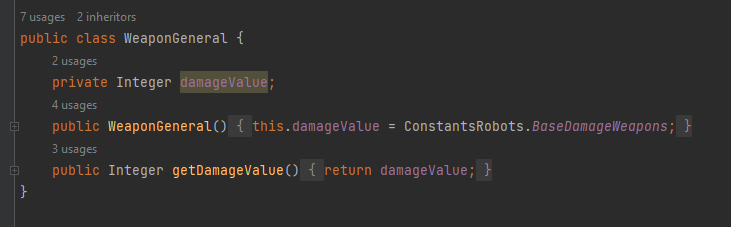 7 usages   2 inheritors
public class WeaponGeneral {
2 usages
private Integer damageValue;
4 usages
public WeaponGeneral() { this.damageValue = ConstantsRobots.BaseDamageWeapons; }
3 usages
public Integer getDamageValue() { return damageValue; }
}